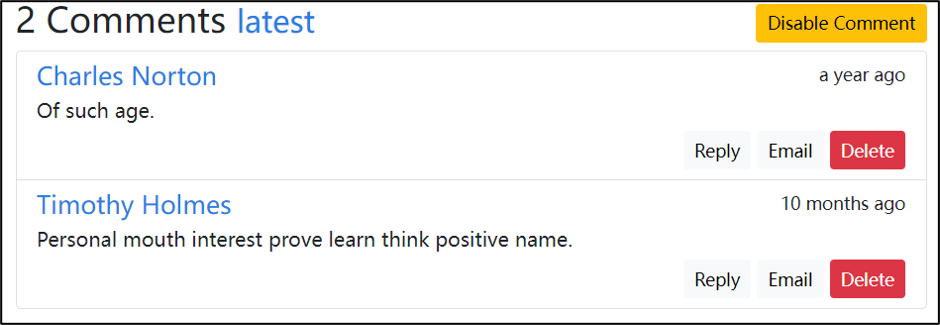 2 Comments latest Disable Comment
Charles Norton a year ago
Of such age.
Reply Email Delete
Timothy Holmes 10 months ago
Personal mouth interest prove learn think positive name.
Reply Email Delete